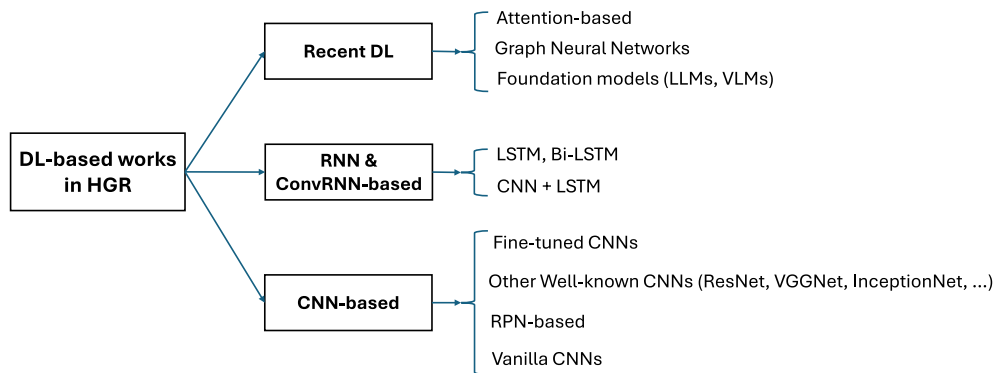 DL-based works
in HGR
Recent DL
Attention-based
Graph Neural Networks
Foundation models (LLMs, VLMs)
RNN &
ConvRNN-based
LSTM, Bi-LSTM
CNN + LSTM
CNN-based
Fine-tuned CNNs
Other Well-known CNNs (ResNet, VGGNet, InceptionNet, ...)
RPN-based
Vanilla CNNs